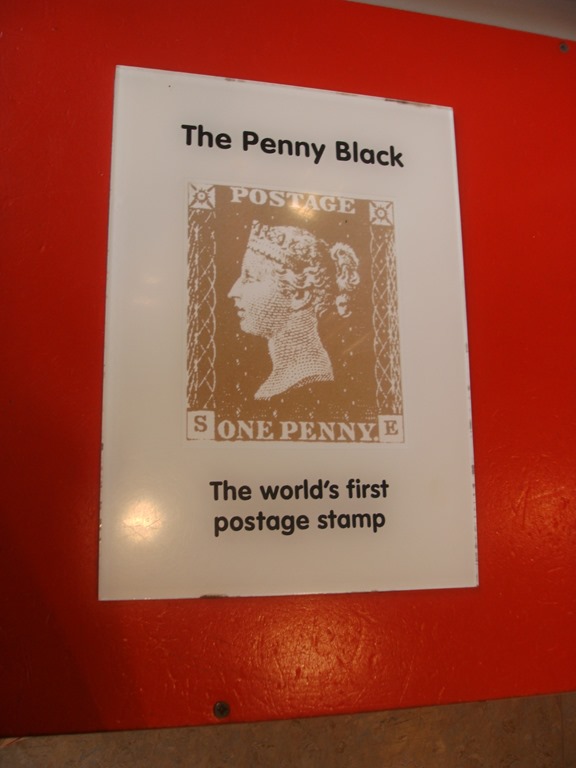 The Penny Black
POSTAGE
S ONE PENNY. E
The world's first
postage stamp